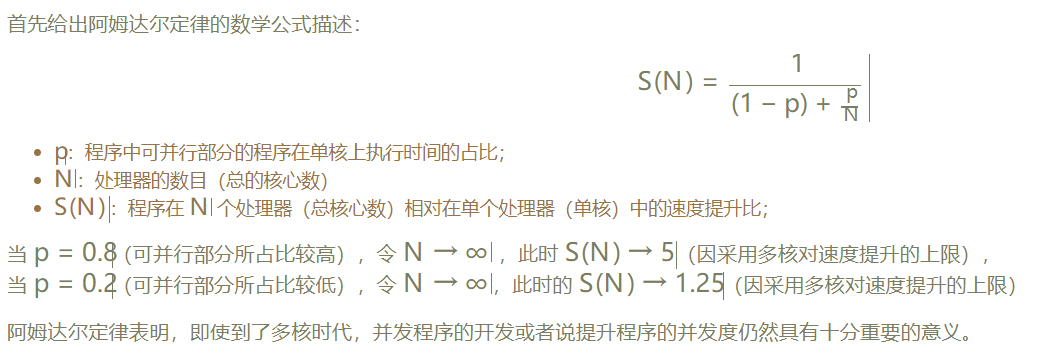 首先给出阿姆达尔定律的数学公式描述：
S(N) = 1 / ((1 − p) + p/N)
• p：程序中可并行部分的程序在单核上执行时间的占比；
• N：处理器的数目（总的核心数）
• S(N)：程序在 N 个处理器（总核心数）相对在单个处理器（单核）中的速度提升比；
当 p = 0.8（可并行部分所占比较高），令 N → ∞，此时 S(N) → 5（因采用多核对速度提升的上限），
当 p = 0.2（可并行部分所占比较低），令 N → ∞，此时的 S(N) → 1.25（因采用多核对速度提升的上限）
阿姆达尔定律表明，即使到了多核时代，并发程序的开发或者说提升程序的并发度仍然具有十分重要的意义。